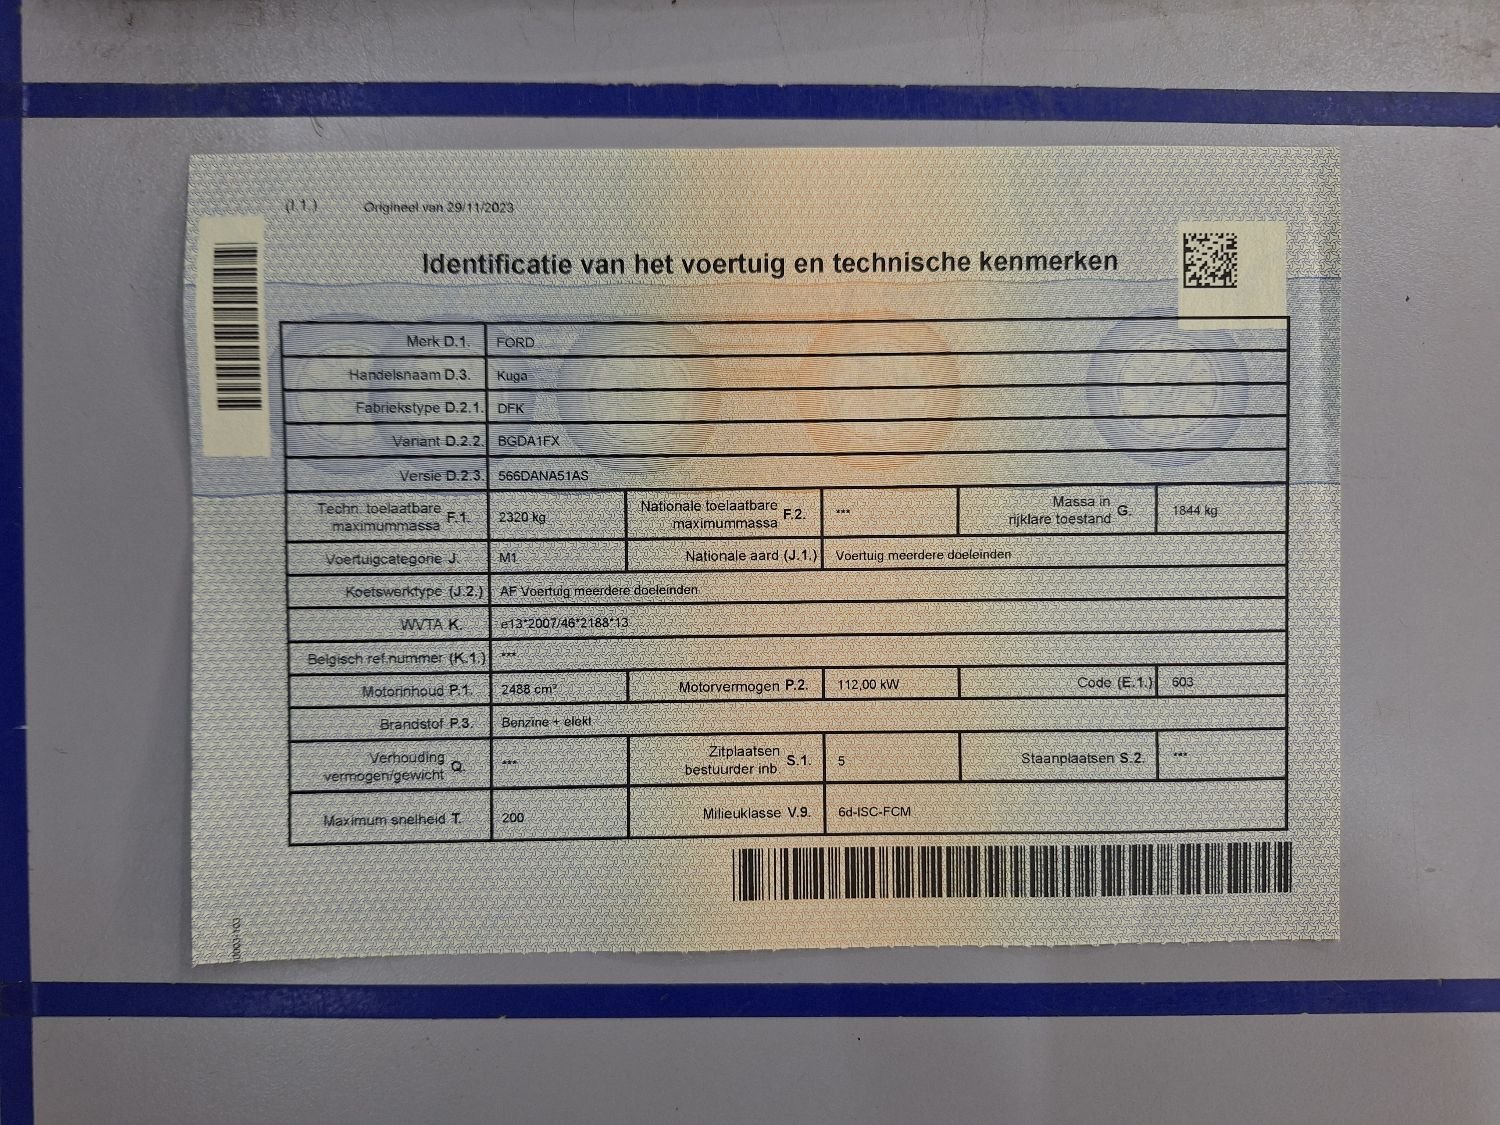 (I.1.) Origineel van 29/11/2023
Identificatie van het voertuig en technische kenmerken
Merk D.1. FORD
Handelsnaam D.3. Kuga
Fabriekstype D.2.1. DFK
Variant D.2.2. BGDA1FX
Versie D.2.3. 566DANA51AS
Techn. toelaatbare maximummassa F.1. 2320 kg Nationale toelaatbare maximummassa F.2. *** Massa in rijklare toestand G. 1844 kg
Voertuigcategorie J. M1 Nationale aard (J.1.) Voertuig meerdere doeleinden
Koetswerktype (J.2.) AF Voertuig meerdere doeleinden
WVTA K. e13*2007/46*2188*13
Belgisch ref.nummer (K.1.) ***
Motorinhoud P.1. 2488 cm³ Motorvermogen P.2. 112,00 kW Code (E.1.) 603
Brandstof P.3. Benzine + elekt
Verhouding vermogen/gewicht Q. *** Zitplaatsen bestuurder inb S.1. 5 Staanplaatsen S.2. ***
Maximum snelheid T. 200 Milieuklasse V.9. 6d-ISC-FCM